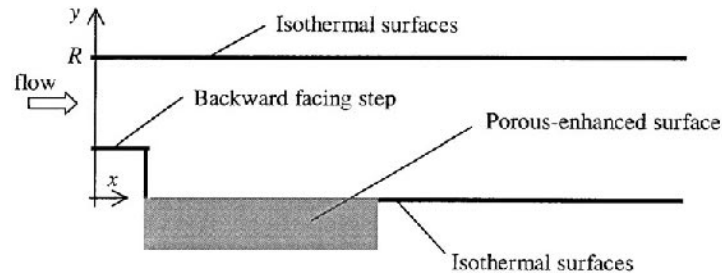 y
Isothermal surfaces
R
flow
Backward facing step
Porous-enhanced surface
x
Isothermal surfaces